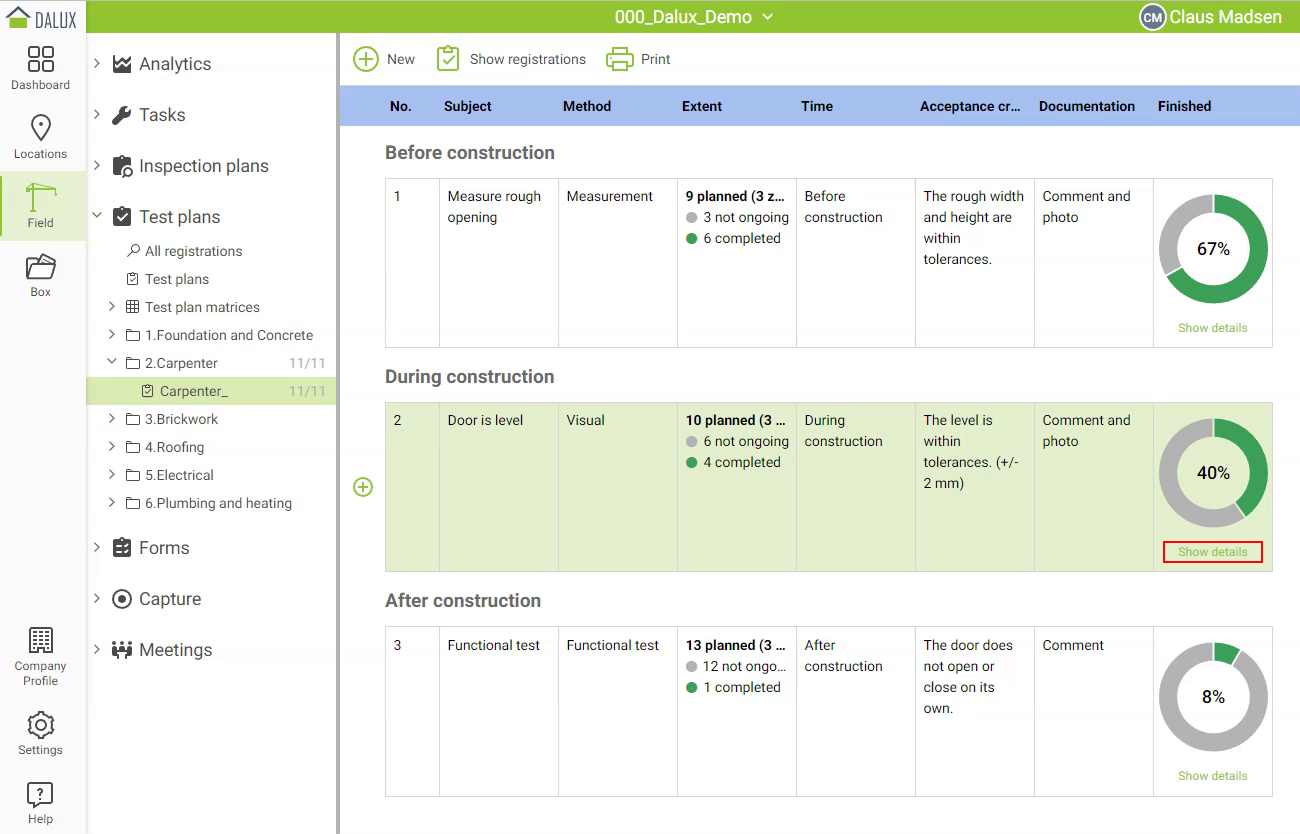 DALUX
000_Dalux_Demo
CM Claus Madsen
Dashboard
Locations
Field
Box
Company
Profile
Settings
Help
Analytics
Tasks
Inspection plans
Test plans
All registrations
Test plans
Test plan matrices
1.Foundation and Concrete
2.Carpenter 11/11
Carpenter_ 11/11
3.Brickwork
4.Roofing
5.Electrical
6.Plumbing and heating
Forms
Capture
Meetings
New Show registrations Print
No. Subject Method Extent Time Acceptance cr... Documentation Finished
Before construction
1
Measure rough
opening
Measurement
9 planned (3 z...
3 not ongoing
6 completed
Before
construction
The rough width
and height are
within
tolerances.
Comment and
photo
67%
Show details
During construction
2
Door is level
Visual
10 planned (3 ...
6 not ongoing
4 completed
During
construction
The level is
within
tolerances. (+/-
2 mm)
Comment and
photo
40%
Show details
After construction
3
Functional test
Functional test
13 planned (3 ...
12 not ongo...
1 completed
After
construction
The door does
not open or
close on its
own.
Comment
8%
Show details